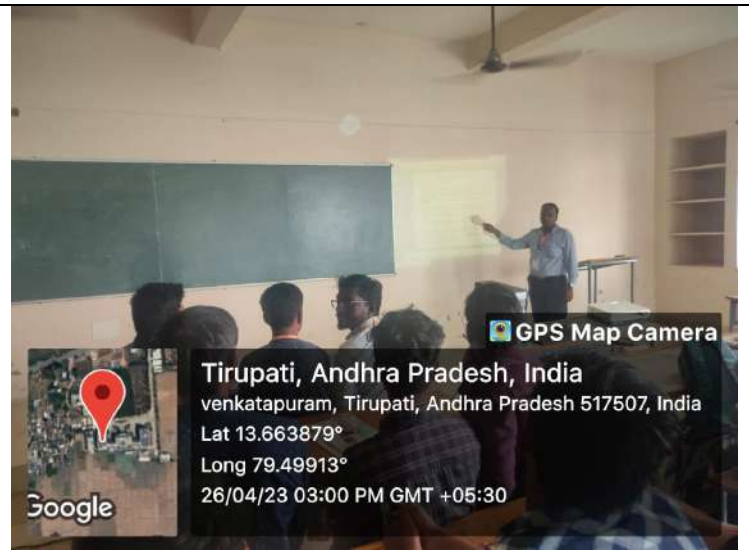 GPS Map Camera
Tirupati, Andhra Pradesh, India
venkatapuram, Tirupati, Andhra Pradesh 517507, India
Lat 13.663879°
Long 79.49913°
26/04/23 03:00 PM GMT +05:30
Google